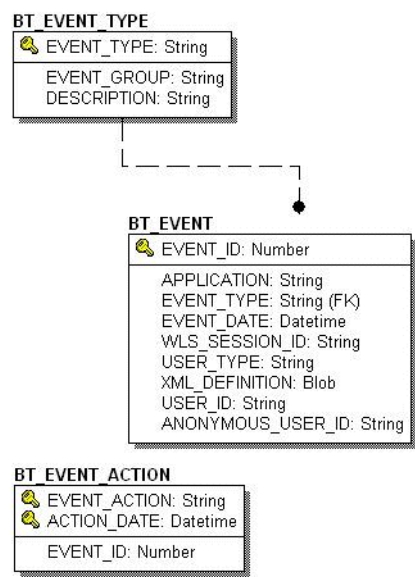 BT_EVENT_TYPE
EVENT_TYPE: String
EVENT_GROUP: String
DESCRIPTION: String
BT_EVENT
EVENT_ID: Number
APPLICATION: String
EVENT_TYPE: String (FK)
EVENT_DATE: Datetime
WLS_SESSION_ID: String
USER_TYPE: String
XML_DEFINITION: Blob
USER_ID: String
ANONYMOUS_USER_ID: String
BT_EVENT_ACTION
EVENT_ACTION: String
ACTION_DATE: Datetime
EVENT_ID: Number